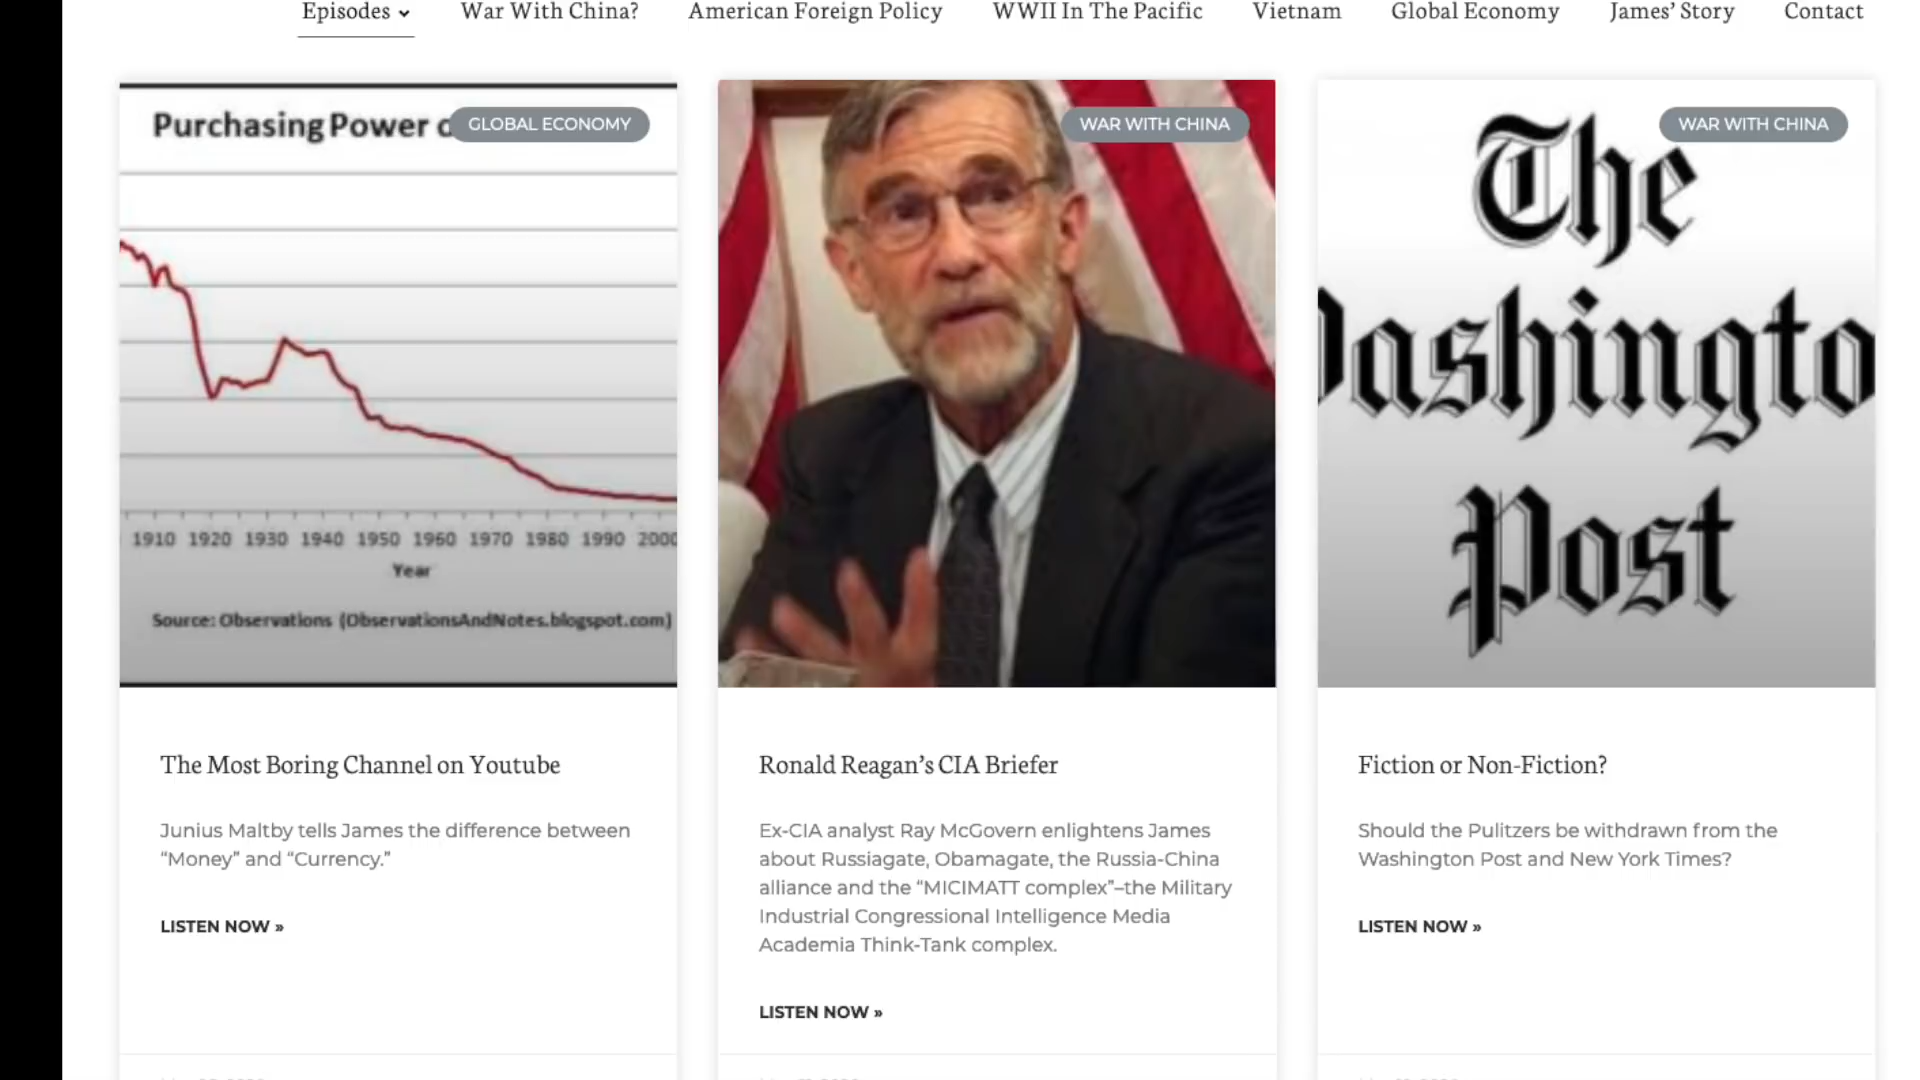 Episodes
War With China?
American Foreign Policy
WWII In The Pacific
Vietnam
Global Economy
James’ Story
Contact
Purchasing Power
GLOBAL ECONOMY
1910 1920 1930 1940 1950 1960 1970 1980 1990 2000
Year
Source: Observations (ObservationsAndNotes.blogspot.com)
The Most Boring Channel on Youtube
Junius Maltby tells James the difference between
“Money” and “Currency.”
LISTEN NOW »
WAR WITH CHINA
Ronald Reagan’s CIA Briefer
Ex-CIA analyst Ray McGovern enlightens James
about Russiagate, Obamagate, the Russia-China
alliance and the “MICIMATT complex”–the Military
Industrial Congressional Intelligence Media
Academia Think-Tank complex.
LISTEN NOW »
WAR WITH CHINA
The
Washingto
Post
Fiction or Non-Fiction?
Should the Pulitzers be withdrawn from the
Washington Post and New York Times?
LISTEN NOW »